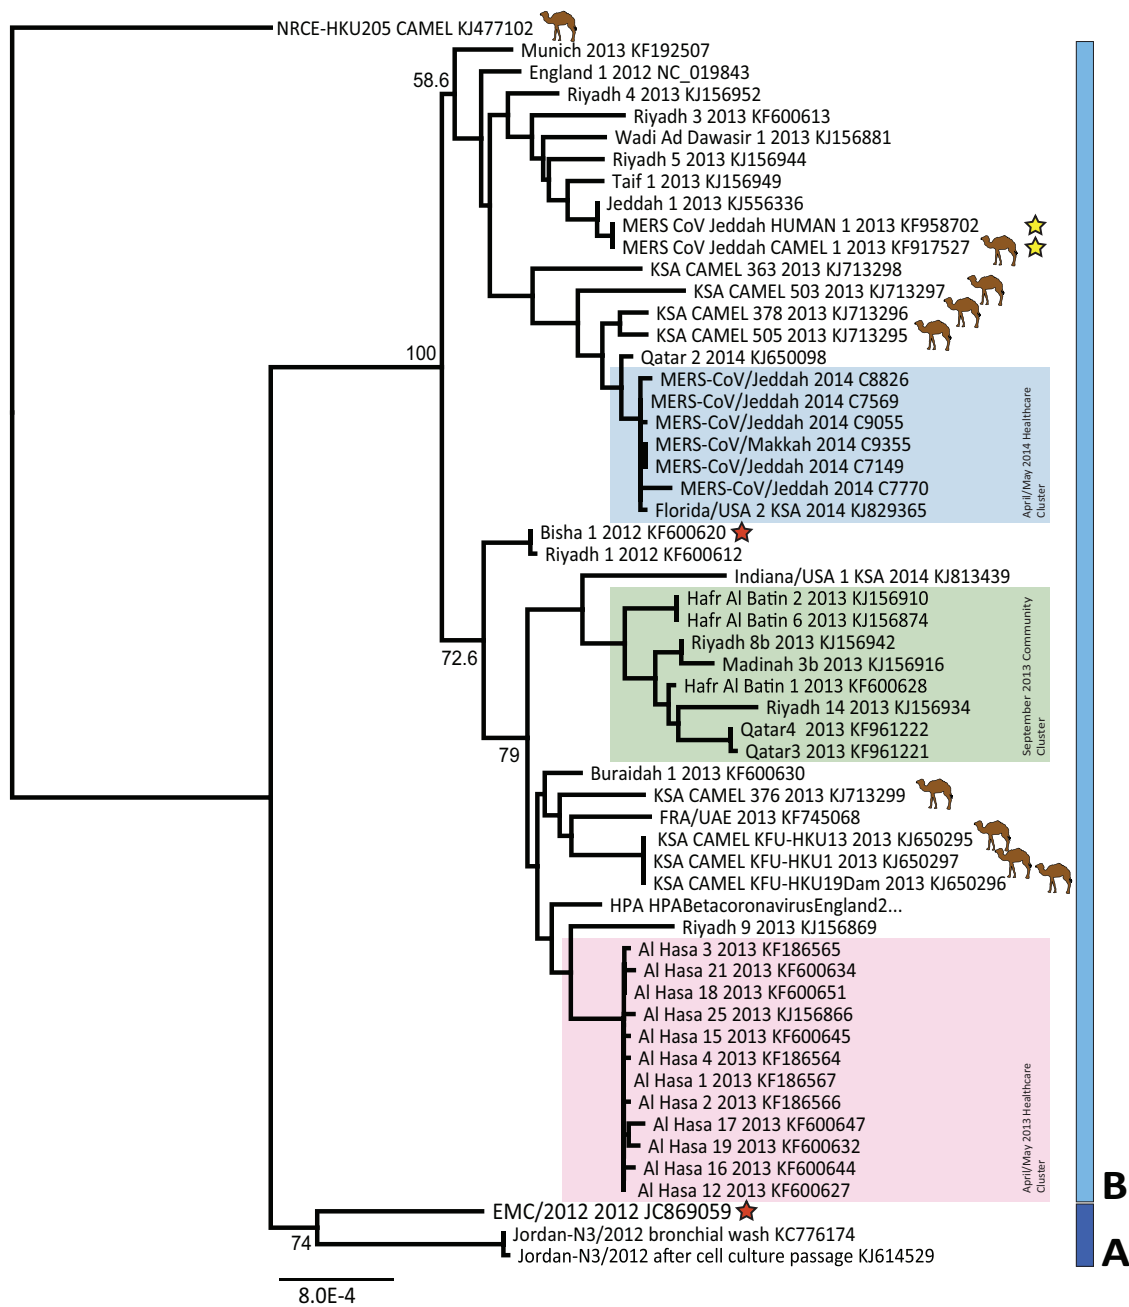 NRCE-HKU205 CAMEL KJ477102
Munich 2013 KF192507
58.6
England 1 2012 NC_019843
Riyadh 4 2013 KJ156952
Riyadh 3 2013 KF600613
Wadi Ad Dawasir 1 2013 KJ156881
Riyadh 5 2013 KJ156944
Taif 1 2013 KJ156949
Jeddah 1 2013 KJ556336
MERS CoV Jeddah HUMAN 1 2013 KF958702
MERS CoV Jeddah CAMEL 1 2013 KF917527
KSA CAMEL 363 2013 KJ713298
KSA CAMEL 503 2013 KJ713297
KSA CAMEL 378 2013 KJ713296
KSA CAMEL 505 2013 KJ713295
100
Qatar 2 2014 KJ650098
MERS-CoV/Jeddah 2014 C8826
MERS-CoV/Jeddah 2014 C7569
MERS-CoV/Jeddah 2014 C9055
MERS-CoV/Makkah 2014 C9355
MERS-CoV/Jeddah 2014 C7149
MERS-CoV/Jeddah 2014 C7770
Florida/USA 2 KSA 2014 KJ829365
April/May 2014 Healthcare
Cluster
Bisha 1 2012 KF600620
Riyadh 1 2012 KF600612
Indiana/USA 1 KSA 2014 KJ813439
Hafr Al Batin 2 2013 KJ156910
Hafr Al Batin 6 2013 KJ156874
Riyadh 8b 2013 KJ156942
72.6
Madinah 3b 2013 KJ156916
Hafr Al Batin 1 2013 KF600628
Riyadh 14 2013 KJ156934
Qatar4 2013 KF961222
Qatar3 2013 KF961221
September 2013 Community
Cluster
79
Buraidah 1 2013 KF600630
KSA CAMEL 376 2013 KJ713299
FRA/UAE 2013 KF745068
KSA CAMEL KFU-HKU13 2013 KJ650295
KSA CAMEL KFU-HKU1 2013 KJ650297
KSA CAMEL KFU-HKU19Dam 2013 KJ650296
HPA HPABetacoronavirusEngland2...
Riyadh 9 2013 KJ156869
Al Hasa 3 2013 KF186565
Al Hasa 21 2013 KF600634
Al Hasa 18 2013 KF600651
Al Hasa 25 2013 KJ156866
Al Hasa 15 2013 KF600645
Al Hasa 4 2013 KF186564
Al Hasa 1 2013 KF186567
Al Hasa 2 2013 KF186566
Al Hasa 17 2013 KF600647
Al Hasa 19 2013 KF600632
Al Hasa 16 2013 KF600644
Al Hasa 12 2013 KF600627
April/May 2013 Healthcare
Cluster
B
EMC/2012 2012 JC869059
Jordan-N3/2012 bronchial wash KC776174
74
Jordan-N3/2012 after cell culture passage KJ614529
A
8.0E-4